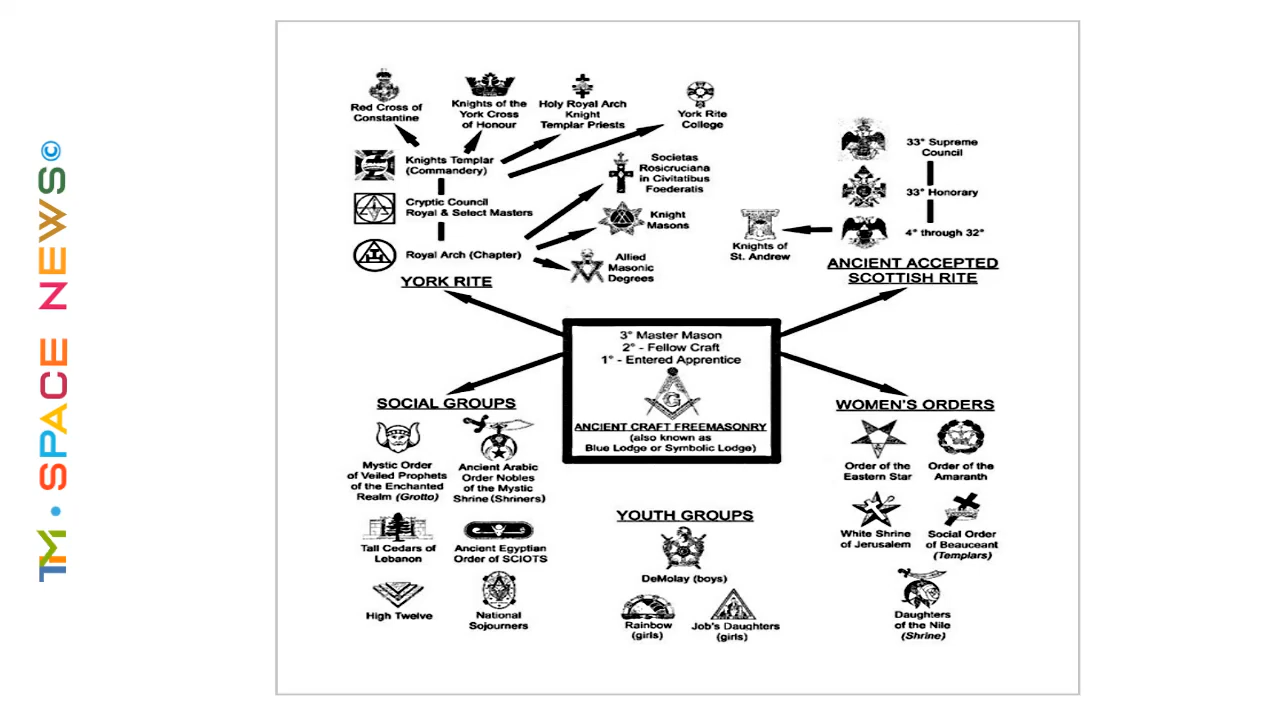 TM • SPACE NEWS©
Red Cross of
Constantine
Knights of the
York Cross
of Honour
Holy Royal Arch
Knight
Templar Priests
York Rite
College
Knights Templar
(Commandery)
Cryptic Council
Royal & Select Masters
Royal Arch (Chapter)
YORK RITE
Societas
Rosicruciana
in Civitatibus
Foederatis
Knight
Masons
Allied
Masonic
Degrees
33° Supreme
Council
33° Honorary
4° through 32°
Knights of
St. Andrew
ANCIENT ACCEPTED
SCOTTISH RITE
3° Master Mason
2° - Fellow Craft
1° - Entered Apprentice
G
ANCIENT CRAFT FREEMASONRY
(also known as
Blue Lodge or Symbolic Lodge)
SOCIAL GROUPS
Mystic Order
of Veiled Prophets
of the Enchanted
Realm (Grotto)
Ancient Arabic
Order Nobles
of the Mystic
Shrine (Shriners)
Tall Cedars of
Lebanon
Ancient Egyptian
Order of SCIOTS
High Twelve
National
Sojourners
YOUTH GROUPS
DeMolay (boys)
Rainbow
(girls)
Job's Daughters
(girls)
WOMEN'S ORDERS
Order of the
Eastern Star
Order of the
Amaranth
White Shrine
of Jerusalem
Social Order
of Beauceant
(Templars)
Daughters
of the Nile
(Shrine)